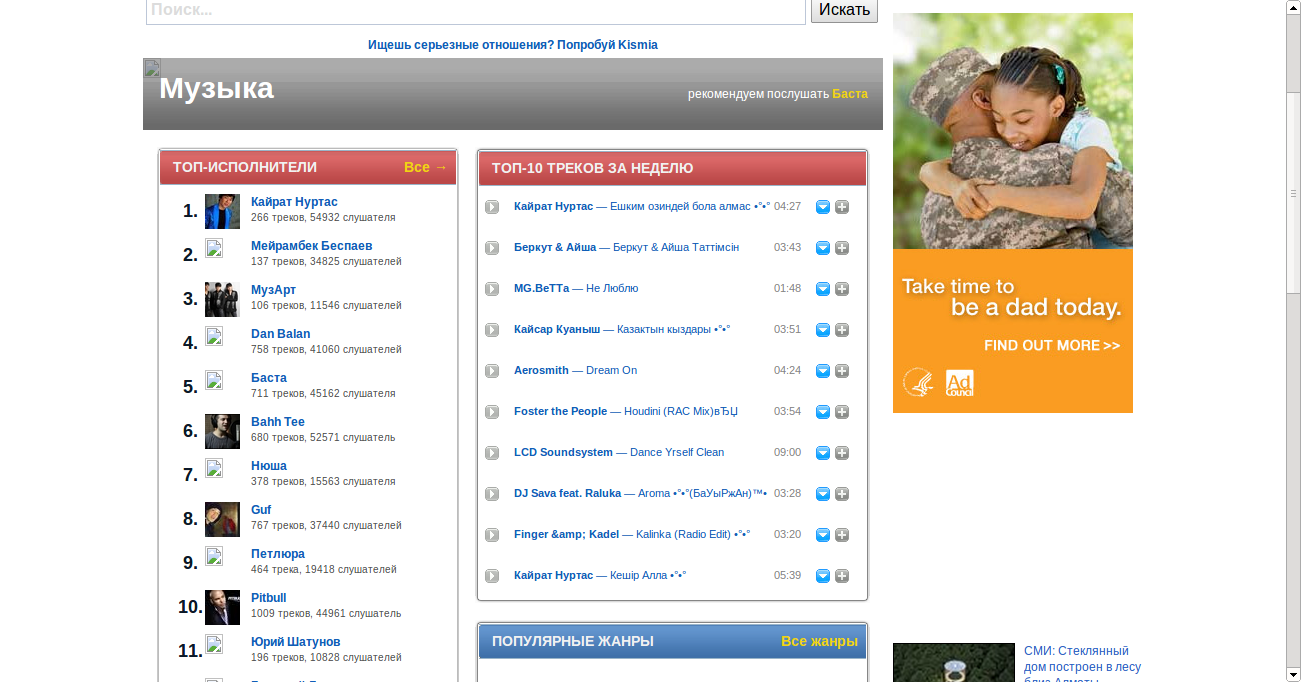 Поиск...
Искать
Ищешь серьезные отношения? Попробуй Kismia
Музыка
рекомендуем послушать Баста
ТОП-ИСПОЛНИТЕЛИ Все →
1. Кайрат Нуртас
266 треков, 54932 слушателя
2. Мейрамбек Беспаев
137 треков, 34825 слушателей
3. МузАрт
106 треков, 11546 слушателей
4. Dan Balan
758 треков, 41060 слушателей
5. Баста
711 треков, 45162 слушателей
6. Bahh Tee
680 треков, 52571 слушатель
7. Нюша
378 треков, 15563 слушателя
8. Guf
767 треков, 37440 слушателей
9. Петлюра
464 трека, 19418 слушателей
10. Pitbull
1009 треков, 44961 слушатель
11. Юрий Шатунов
196 треков, 10828 слушателей
ТОП-10 ТРЕКОВ ЗА НЕДЕЛЮ
Кайрат Нуртас — Ешким озиндей бола алмас •°•° 04:27
Беркут & Айша — Беркут & Айша Таттімсін 03:43
MG.BeTTa — Не Люблю 01:48
Кайсар Куаныш — Казактын кыздары •°•° 03:51
Aerosmith — Dream On 04:24
Foster the People — Houdini (RAC Mix)вЂЏ 03:54
LCD Soundsystem — Dance Yrself Clean 09:00
DJ Sava feat. Raluka — Aroma •°•°(БаУыРжАн)™• 03:28
Finger &amp; Kadel — Kalinka (Radio Edit) •°•° 03:20
Кайрат Нуртас — Кешір Алла •°•° 05:39
ПОПУЛЯРНЫЕ ЖАНРЫ Все жанры
Take time to
be a dad today.
FIND OUT MORE >>
Ad
Council
СМИ: Стеклянный
дом построен в лесу
близ Алматы